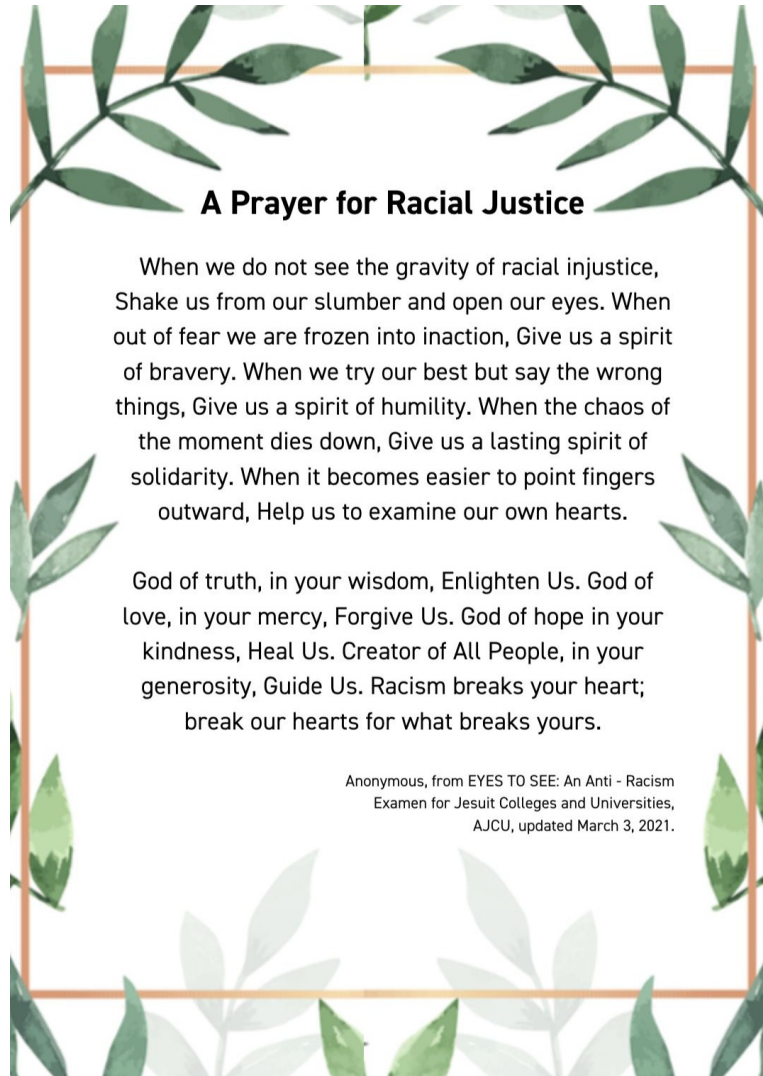 A Prayer for Racial Justice
When we do not see the gravity of racial injustice,
Shake us from our slumber and open our eyes. When
out of fear we are frozen into inaction, Give us a spirit
of bravery. When we try our best but say the wrong
things, Give us a spirit of humility. When the chaos of
the moment dies down, Give us a lasting spirit of
solidarity. When it becomes easier to point fingers
outward, Help us to examine our own hearts.
God of truth, in your wisdom, Enlighten Us. God of
love, in your mercy, Forgive Us. God of hope in your
kindness, Heal Us. Creator of All People, in your
generosity, Guide Us. Racism breaks your heart;
break our hearts for what breaks yours.
Anonymous, from EYES TO SEE: An Anti - Racism
Examen for Jesuit Colleges and Universities,
AJCU, updated March 3, 2021.